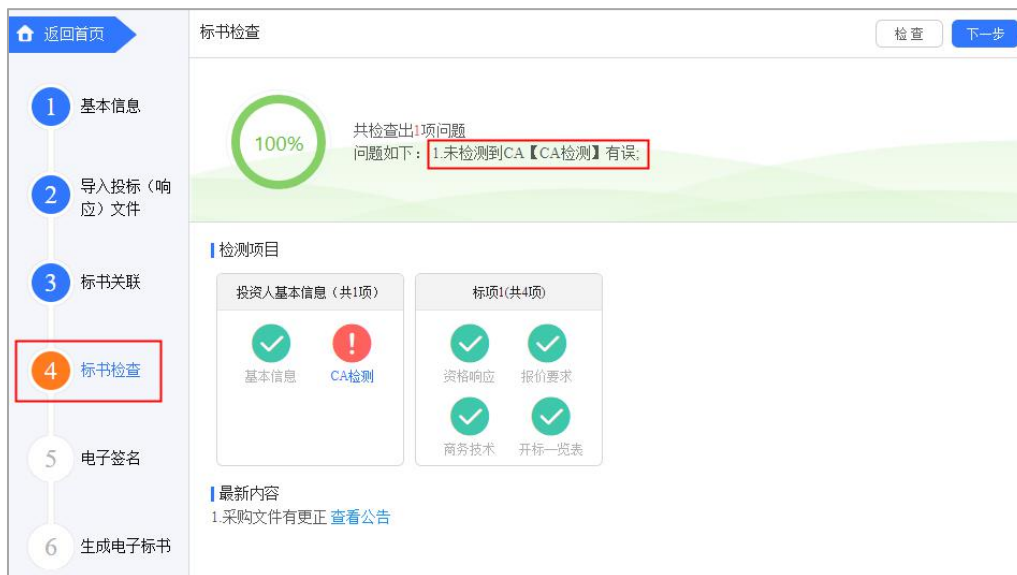 返回首页
标书检查
检查
下一步
1
基本信息
2
导入投标（响
应）文件
3
标书关联
4
标书检查
5
电子签名
6
生成电子标书
100%
共检查出1项问题
问题如下：1.未检测到CA【CA检测】有误;
检测项目
投资人基本信息（共1项）
标项1(共4项)
基本信息
CA检测
资格响应
报价要求
商务技术
开标一览表
最新内容
1.采购文件有更正 查看公告